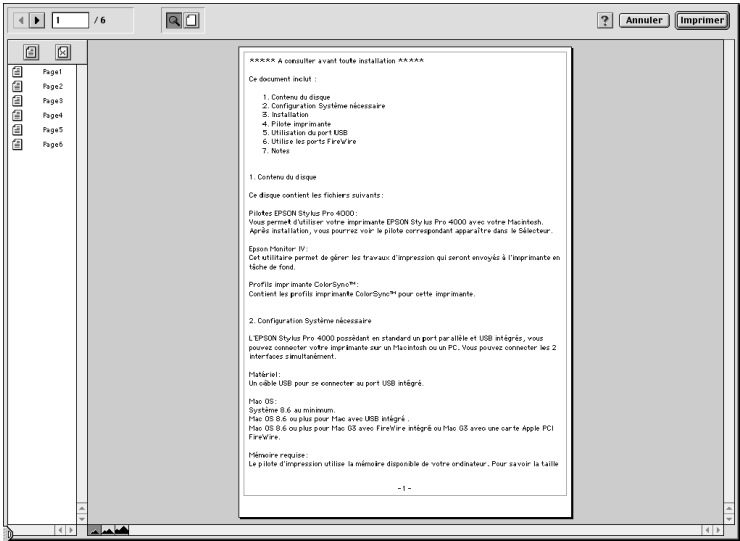 1 / 6
? Annuler Imprimer
Page1
Page2
Page3
Page4
Page5
Page6
***** A consulter avant toute installation *****
Ce document inclut :
1. Contenu du disque
2. Configuration Système nécessaire
3. Installation
4. Pilote imprimante
5. Utilisation du port USB
6. Utilise les ports FireWire
7. Notes
1. Contenu du disque
Ce disque contient les fichiers suivants:
Pilotes EPSON Stylus Pro 4000:
Vous permet d'utiliser votre imprimante EPSON Stylus Pro 4000 avec votre Macintosh.
Après installation, vous pourrez voir le pilote correspondant apparaître dans le Sélecteur.
Epson Monitor IV:
Cet utilitaire permet de gérer les travaux d'impression qui seront envoyés à l'imprimante en
tâche de fond.
Profils imprimante ColorSync™:
Contient les profils imprimante ColorSync™ pour cette imprimante.
2. Configuration Système nécessaire
L'EPSON Stylus Pro 4000 possédant en standard un port parallèle et USB intégrés, vous
pouvez connecter votre imprimante sur un Macintosh ou un PC. Vous pouvez connecter les 2
interfaces simultanément.
Matériel:
Un câble USB pour se connecter au port USB intégré.
Mac OS:
Système 8.6 au minimum.
Mac OS 8.6 ou plus pour Mac avec USB intégré .
Mac OS 8.6 ou plus pour Mac G3 avec FireWire intégré ou Mac G3 avec une carte Apple PCI
FireWire.
Mémoire requise:
Le pilote d'impression utilise la mémoire disponible de votre ordinateur. Pour savoir la taille
-1-